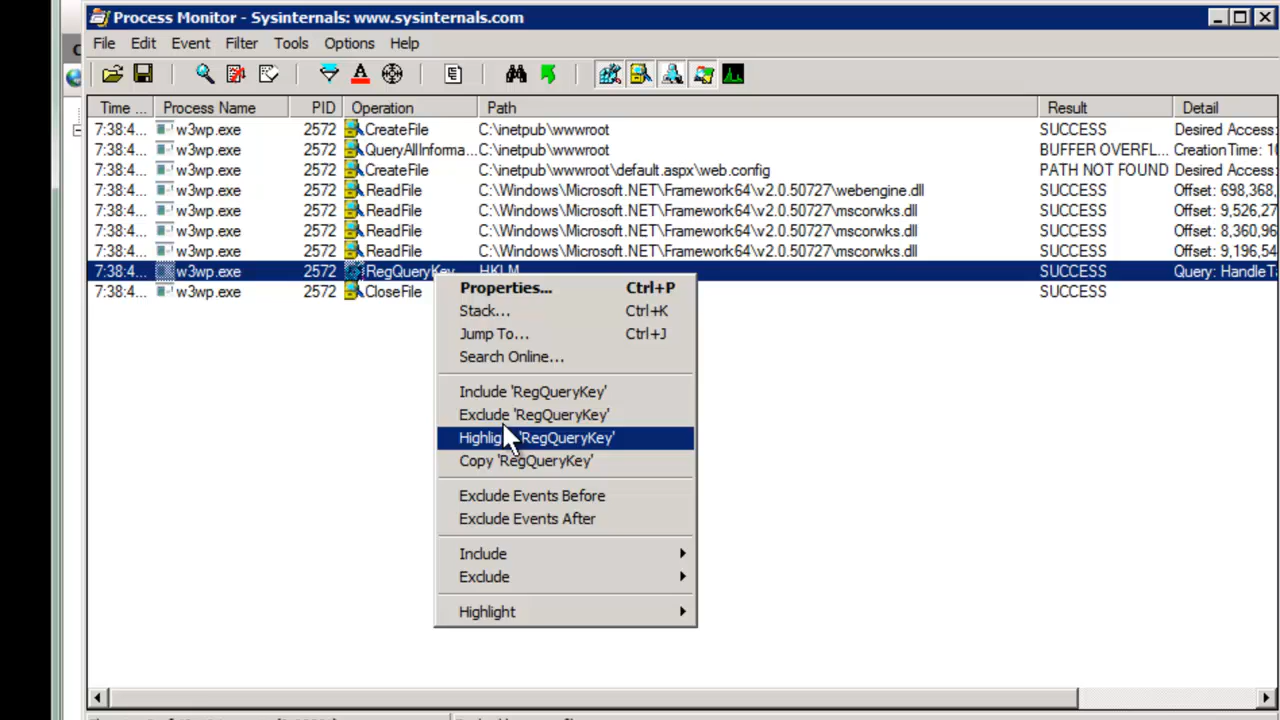 Process Monitor - Sysinternals: www.sysinternals.com
File Edit Event Filter Tools Options Help
Time ... Process Name PID Operation Path Result Detail
7:38:4... w3wp.exe 2572 CreateFile C:\inetpub\wwwroot SUCCESS Desired Access:
7:38:4... w3wp.exe 2572 QueryAllInforma... C:\inetpub\wwwroot BUFFER OVERFL... CreationTime: 10
7:38:4... w3wp.exe 2572 CreateFile C:\inetpub\wwwroot\default.aspx\web.config PATH NOT FOUND Desired Access:
7:38:4... w3wp.exe 2572 ReadFile C:\Windows\Microsoft.NET\Framework64\v2.0.50727\webengine.dll SUCCESS Offset: 698,368,
7:38:4... w3wp.exe 2572 ReadFile C:\Windows\Microsoft.NET\Framework64\v2.0.50727\mscorwks.dll SUCCESS Offset: 9,526,27
7:38:4... w3wp.exe 2572 ReadFile C:\Windows\Microsoft.NET\Framework64\v2.0.50727\mscorwks.dll SUCCESS Offset: 8,360,96
7:38:4... w3wp.exe 2572 ReadFile C:\Windows\Microsoft.NET\Framework64\v2.0.50727\mscorwks.dll SUCCESS Offset: 9,196,54
7:38:4... w3wp.exe 2572 RegQueryKey HKLM SUCCESS Query: HandleT
7:38:4... w3wp.exe 2572 CloseFile SUCCESS
Properties... Ctrl+P
Stack... Ctrl+K
Jump To... Ctrl+J
Search Online...
Include 'RegQueryKey'
Exclude 'RegQueryKey'
Highlight 'RegQueryKey'
Copy 'RegQueryKey'
Exclude Events Before
Exclude Events After
Include
Exclude
Highlight